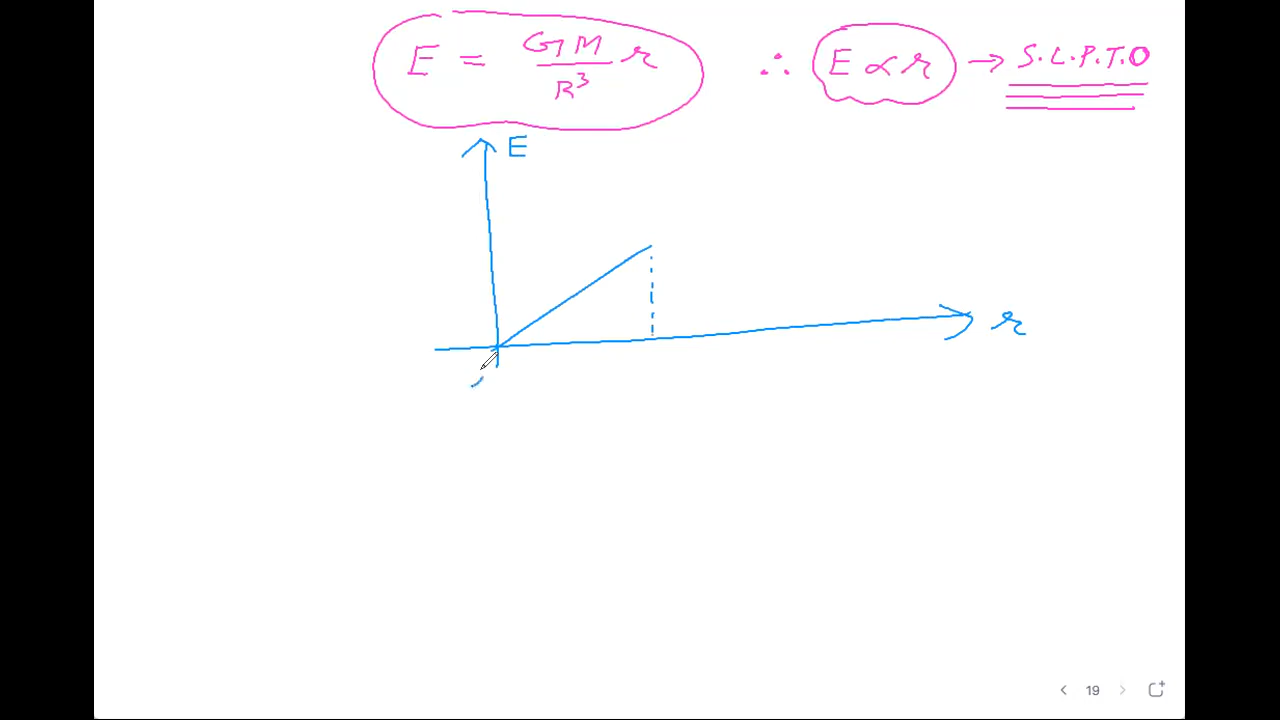 E = GM/R³ r ∴ E ∝ r → S.L.P.T.O
E
r
19